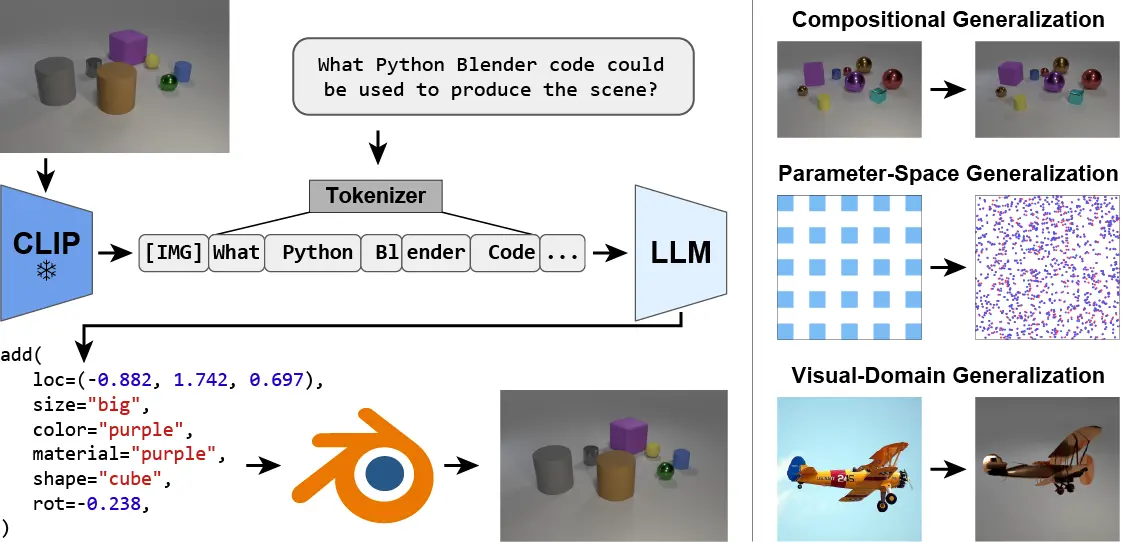 What Python Blender code could
be used to produce the scene?
Tokenizer
CLIP
[IMG] What Python Blender Code ...
LLM
add(
loc=(-0.882, 1.742, 0.697),
size="big",
color="purple",
material="purple",
shape="cube",
rot=-0.238,
)
Compositional Generalization
Parameter-Space Generalization
Visual-Domain Generalization
245